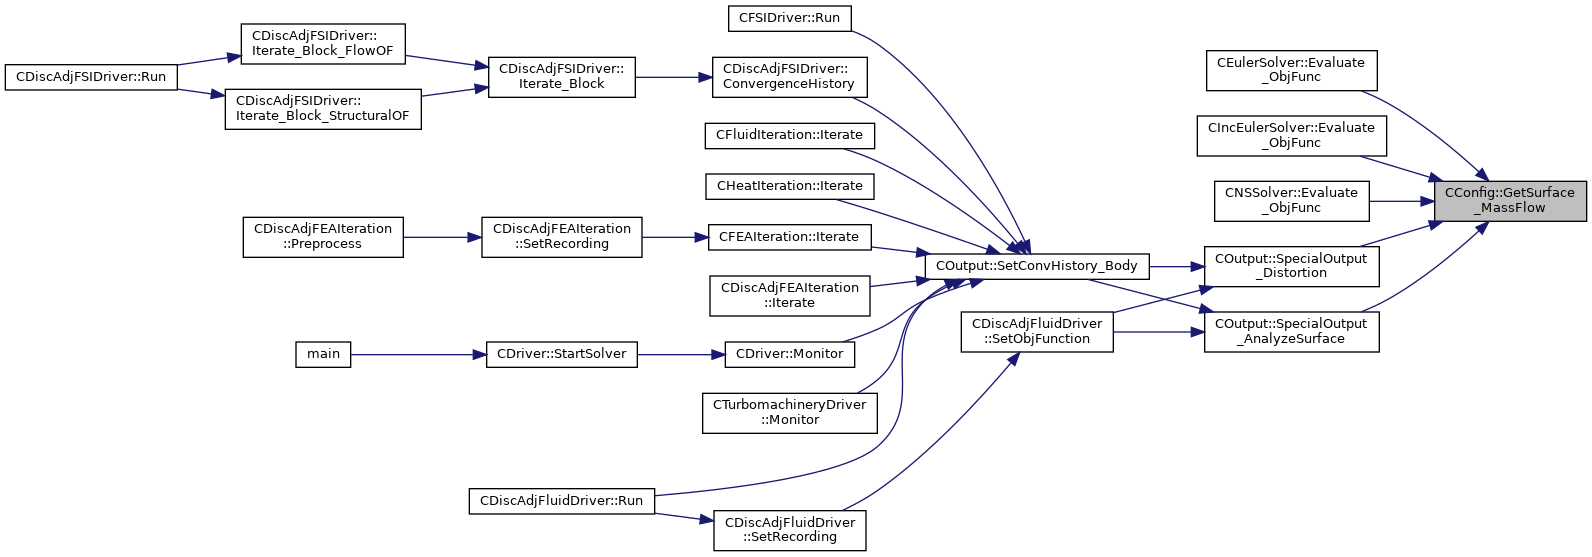 CFSIDriver::Run
CDiscAdjFSIDriver::
Iterate_Block_FlowOF
CDiscAdjFSIDriver::Run
CDiscAdjFSIDriver::
Iterate_Block_StructuralOF
CDiscAdjFSIDriver::
Iterate_Block
CDiscAdjFSIDriver::
ConvergenceHistory
CEulerSolver::Evaluate
_ObjFunc
CFluidIteration::Iterate
CIncEulerSolver::Evaluate
_ObjFunc
CHeatIteration::Iterate
CNSSolver::Evaluate
_ObjFunc
CConfig::GetSurface
_MassFlow
CDiscAdjFEAIteration
::Preprocess
CDiscAdjFEAIteration
::SetRecording
CFEAIteration::Iterate
COutput::SetConvHistory_Body
COutput::SpecialOutput
_Distortion
CDiscAdjFEAIteration
::Iterate
CDiscAdjFluidDriver
::SetObjFunction
COutput::SpecialOutput
_AnalyzeSurface
main
CDriver::StartSolver
CDriver::Monitor
CTurbomachineryDriver
::Monitor
CDiscAdjFluidDriver::Run
CDiscAdjFluidDriver
::SetRecording